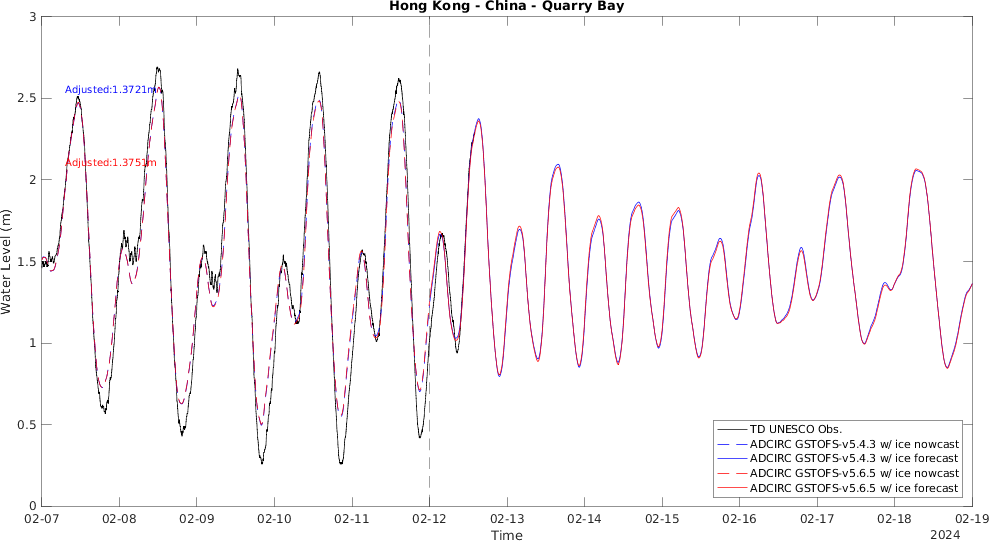 Hong Kong - China - Quarry Bay
3
2.5
2
1.5
1
0.5
0
Water Level (m)
Adjusted:1.3721m
Adjusted:1.3751m
TD UNESCO Obs.
ADCIRC GSTOFS-v5.4.3 w/ ice nowcast
ADCIRC GSTOFS-v5.4.3 w/ ice forecast
ADCIRC GSTOFS-v5.6.5 w/ ice nowcast
ADCIRC GSTOFS-v5.6.5 w/ ice forecast
02-07 02-08 02-09 02-10 02-11 02-12 02-13 02-14 02-15 02-16 02-17 02-18 02-19
Time
2024